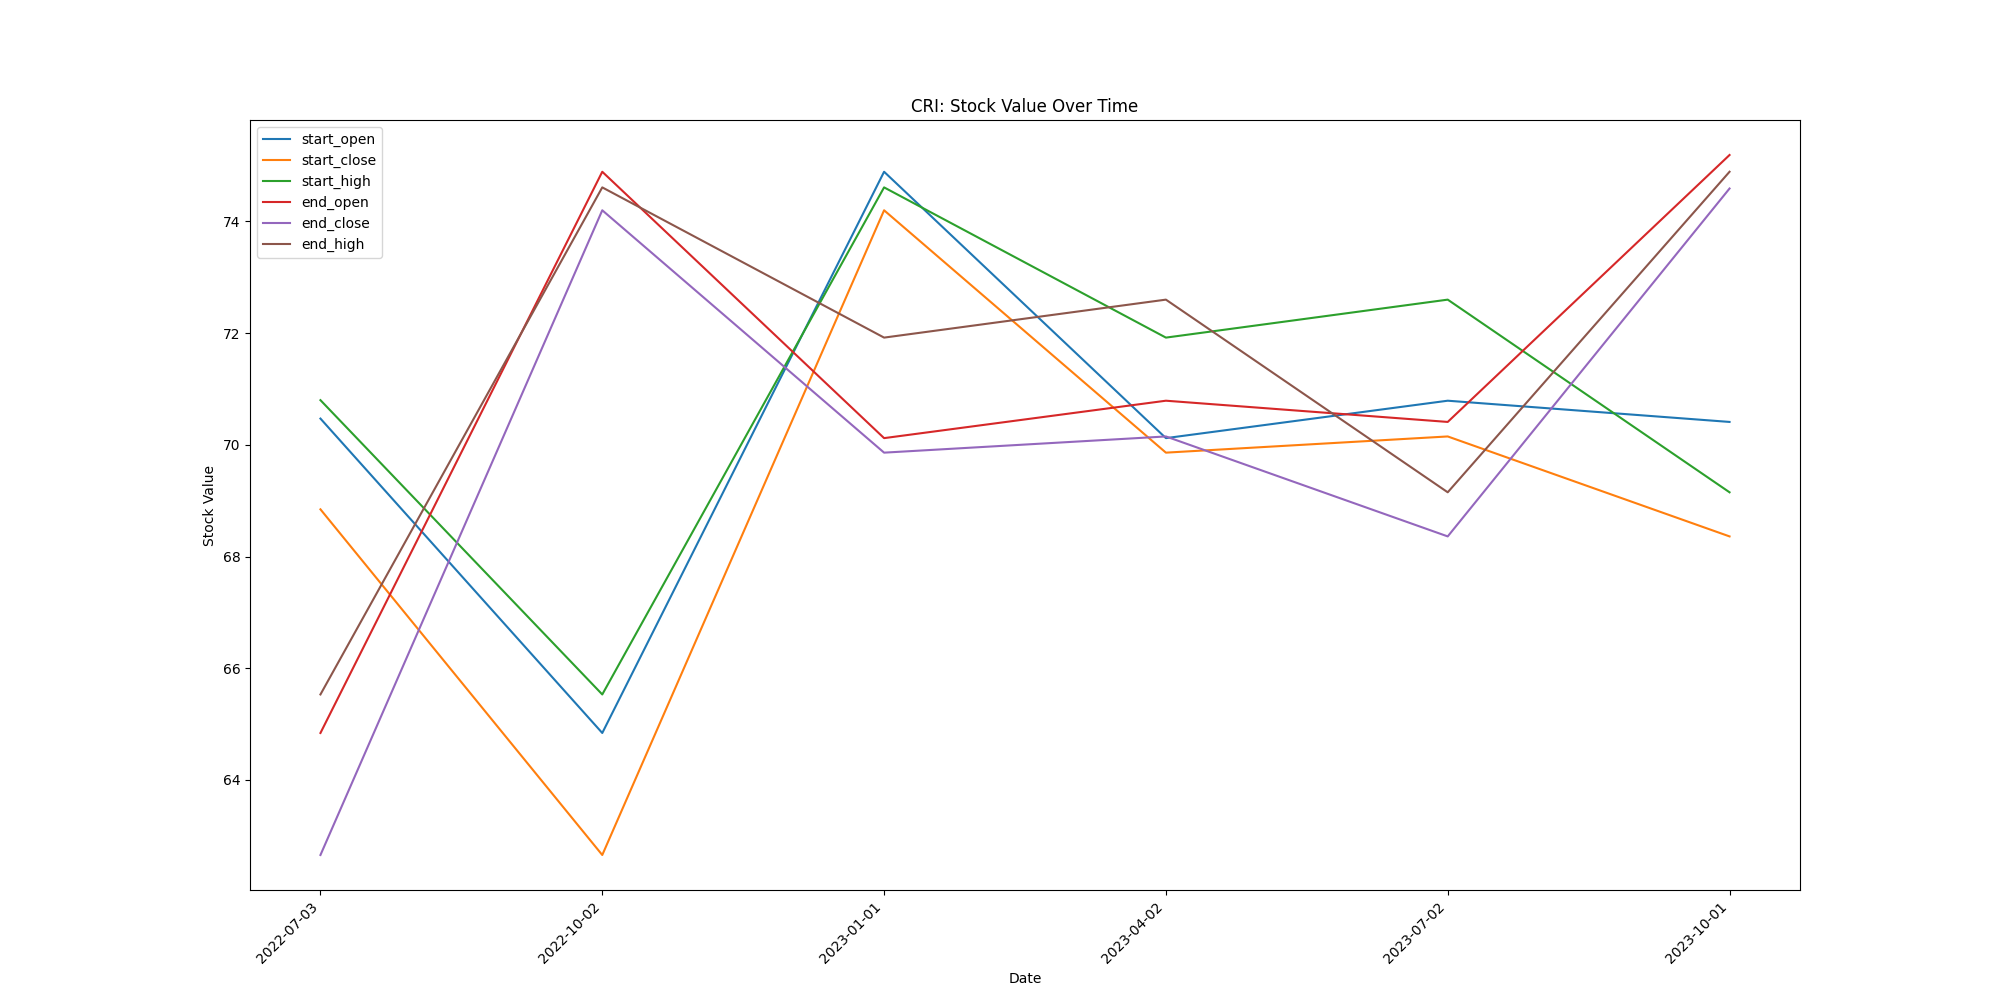 CRI: Stock Value Over Time
start_open
start_close
start_high
end_open
end_close
end_high
Stock Value
74
72
70
68
66
64
2022-07-03
2022-10-02
2023-01-01
2023-04-02
2023-07-02
2023-10-01
Date